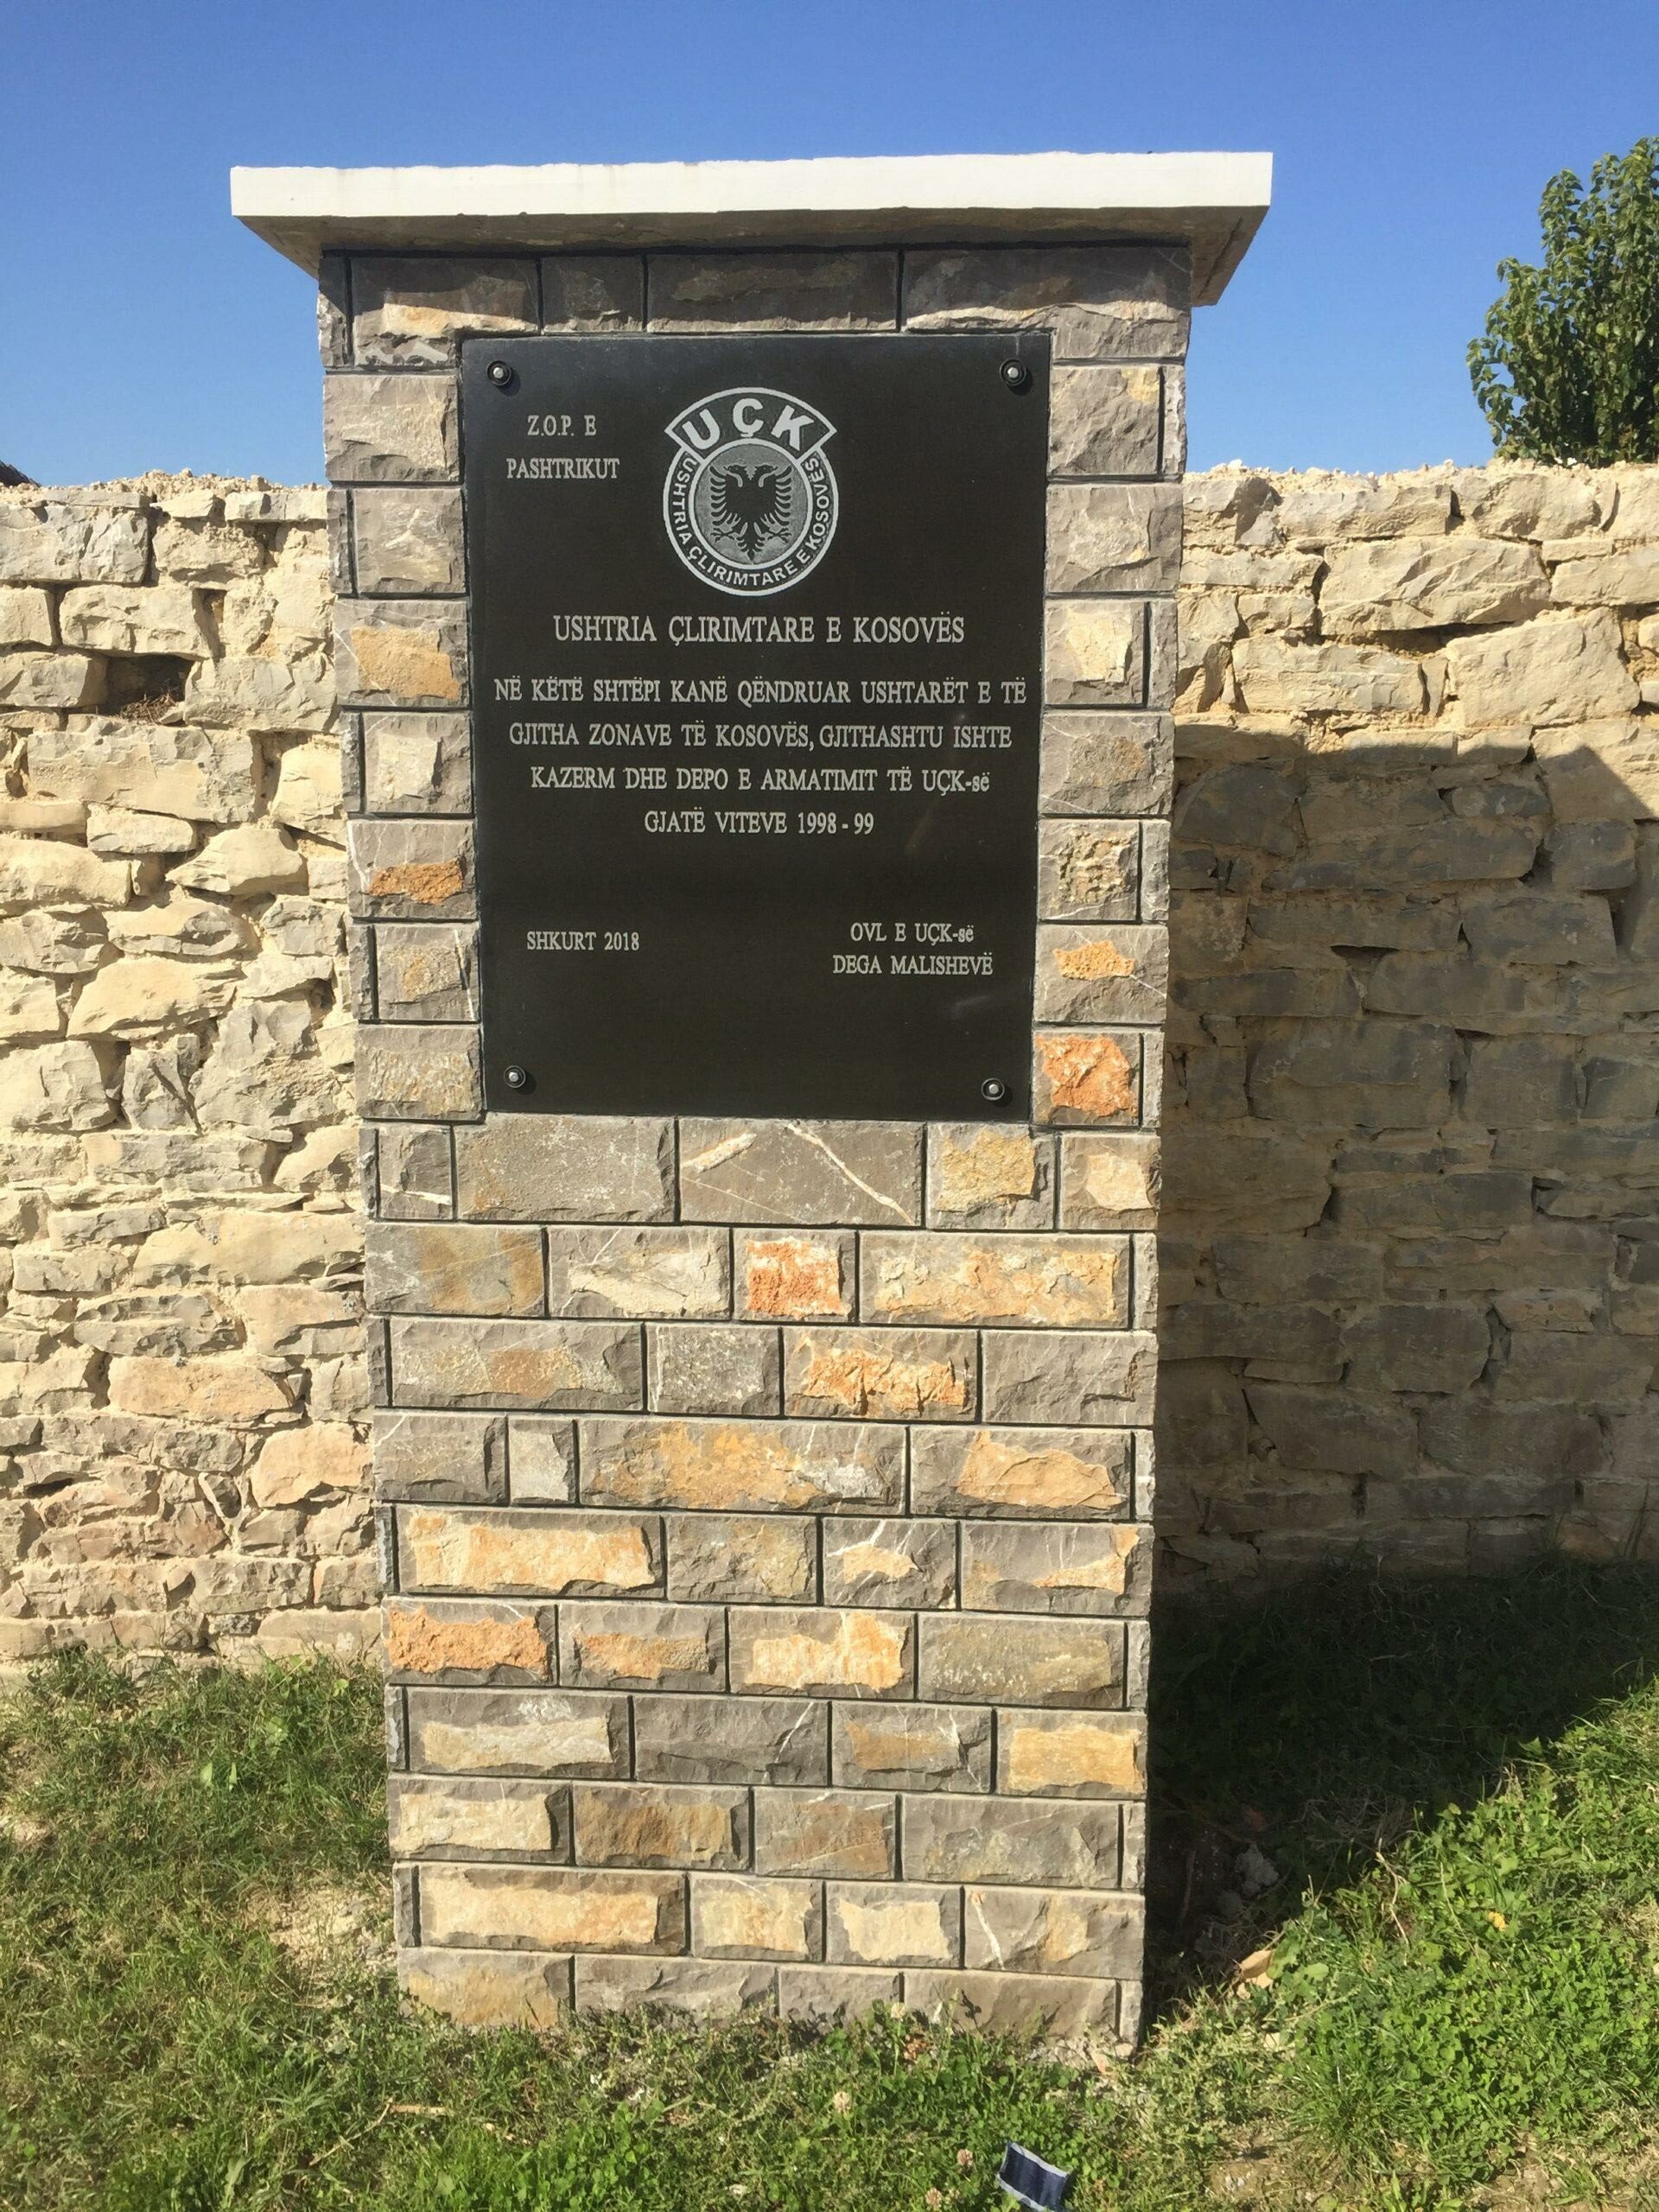 Z.O.P. E
PASHTRIKUT
UÇK
USHTRIA ÇLIRIMTARE E KOSOVËS
USHTRIA ÇLIRIMTARE E KOSOVËS
NË KËTË SHTËPI KANË QËNDRUAR USHTARËT E TË
GJITHA ZONAVE TË KOSOVËS, GJITHASHTU ISHTE
KAZERM DHE DEPO E ARMATIMIT TË UÇK-së
GJATË VITEVE 1998 - 99
SHKURT 2018
OVL E UÇK-së
DEGA MALISHEVË